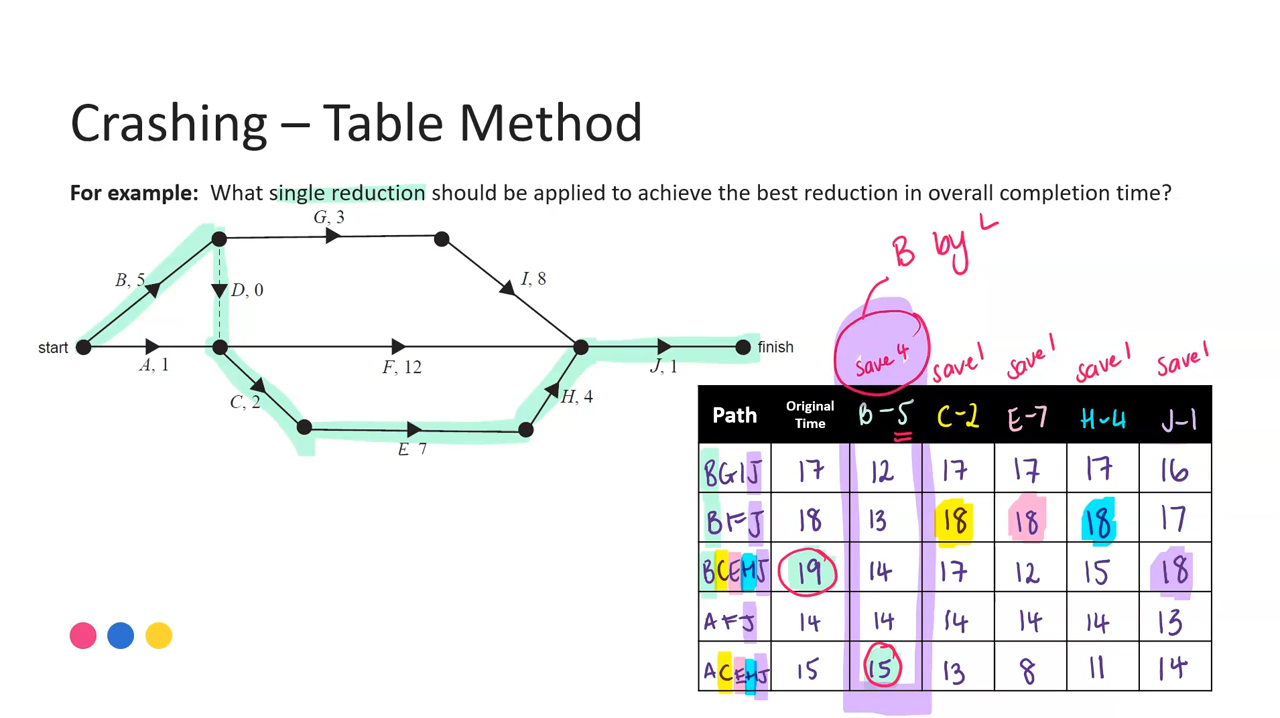 Crashing – Table Method
For example: What single reduction should be applied to achieve the best reduction in overall completion time?
G, 3
B by 4
B, 5
D, 0
I, 8
start
finish
A, 1
F, 12
J, 1
C, 2
H, 4
E 7
save 4 save 1 save 1 save 1 save 1
Path Original Time B-5 C-2 E-7 H-4 J-1
BGIJ 17 12 17 17 17 16
BFJ 18 13 18 18 18 17
BCEHJ 19 14 17 12 15 18
AFJ 14 14 14 14 14 13
ACEHJ 15 15 13 8 11 14